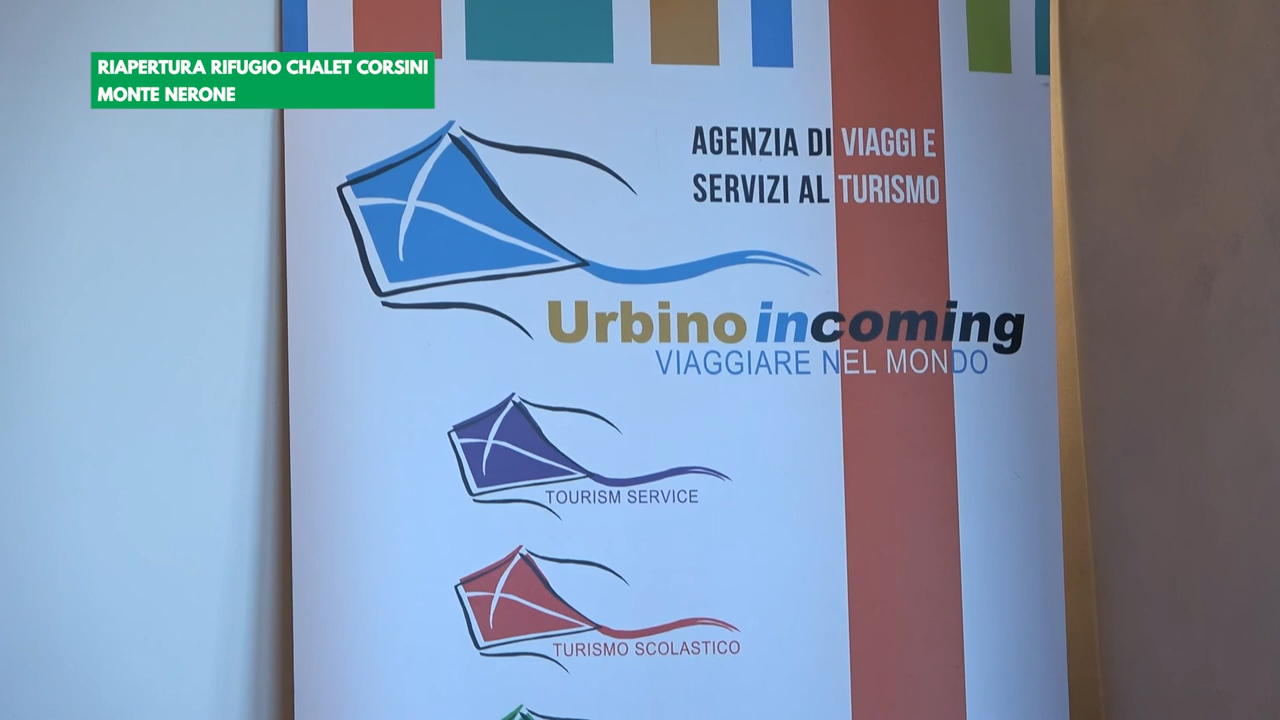 RIAPERTURA RIFUGIO CHALET CORSINI
MONTE NERONE
AGENZIA DI VIAGGI E
SERVIZI AL TURISMO
Urbino incoming
VIAGGIARE NEL MONDO
TOURISM SERVICE
TURISMO SCOLASTICO